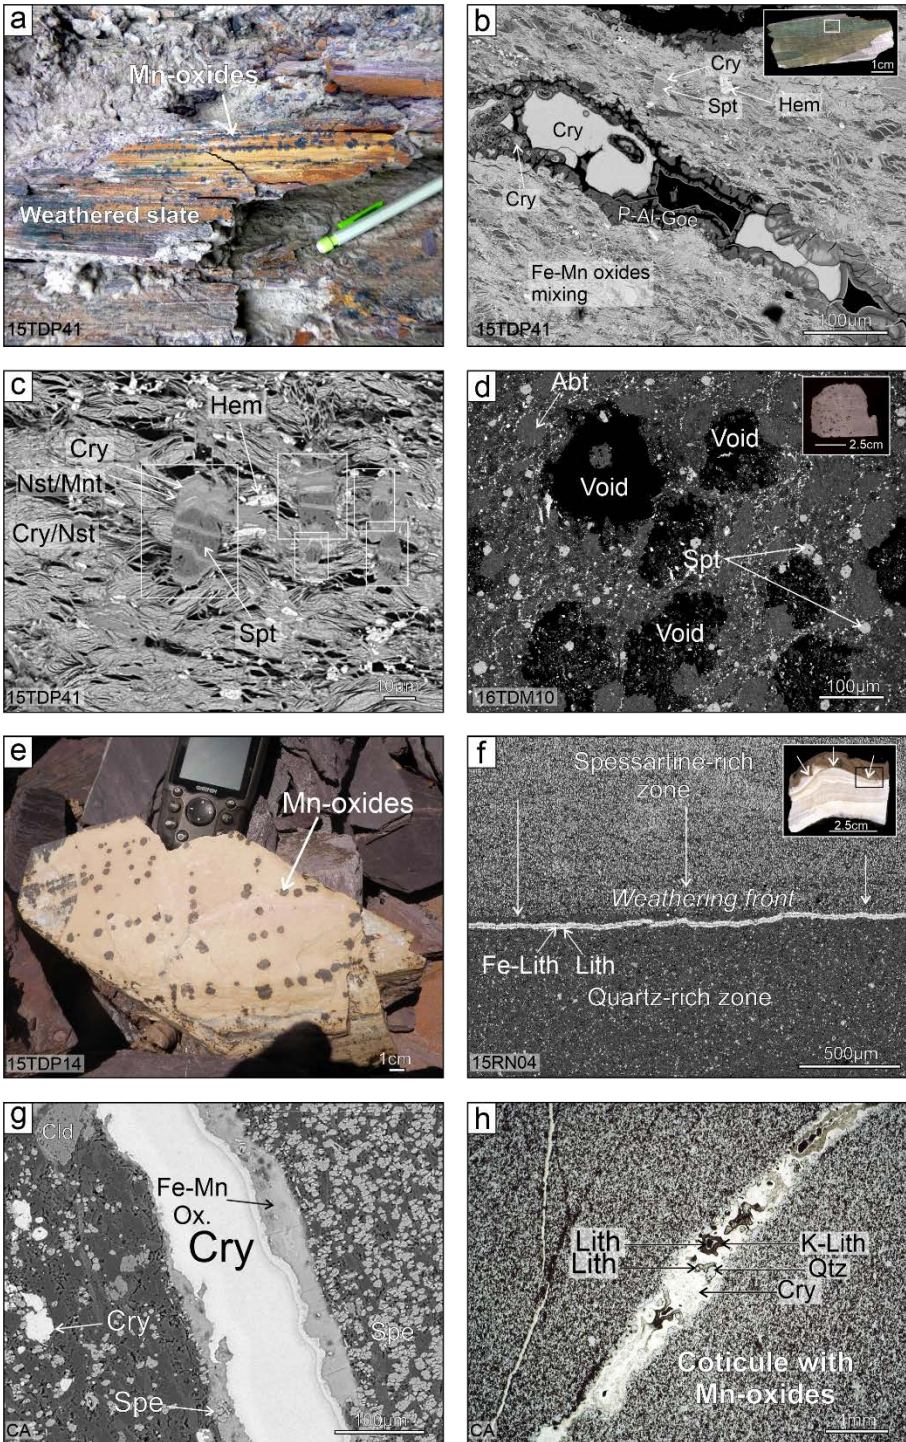 a
Mn-oxides
Weathered slate
15TDP41
b
1cm
Cry
Spt
Hem
Cry
Cry
P-Al-Goe
Fe-Mn oxides
mixing
15TDP41
100µm
c
Hem
Cry
Nst/Mnt
Cry/Nst
Spt
15TDP41
10µm
d
Abt
2.5cm
Void
Void
Spt
Void
16TDM10
100µm
e
GARMIN
Mn-oxides
15TDP14
1cm
f
Spessartine-rich
zone
2.5cm
Weathering front
Fe-Lith
Lith
Quartz-rich zone
15RN04
500µm
g
Cld
Fe-Mn
Ox.
Cry
Cry
Spe
Spe
CA
100µm
h
Lith
K-Lith
Lith
Qtz
Cry
Coticule with
Mn-oxides
CA
1mm